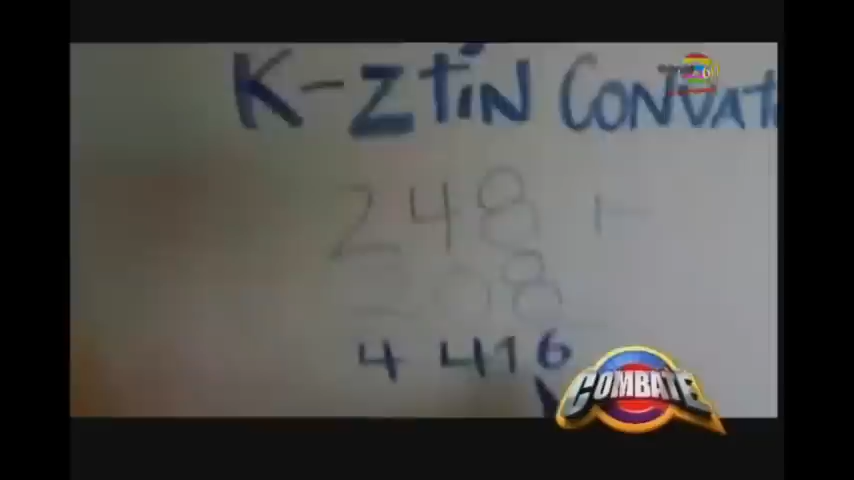 K-ZtiN CONVAT
248 +
208
4 416
COMBATE